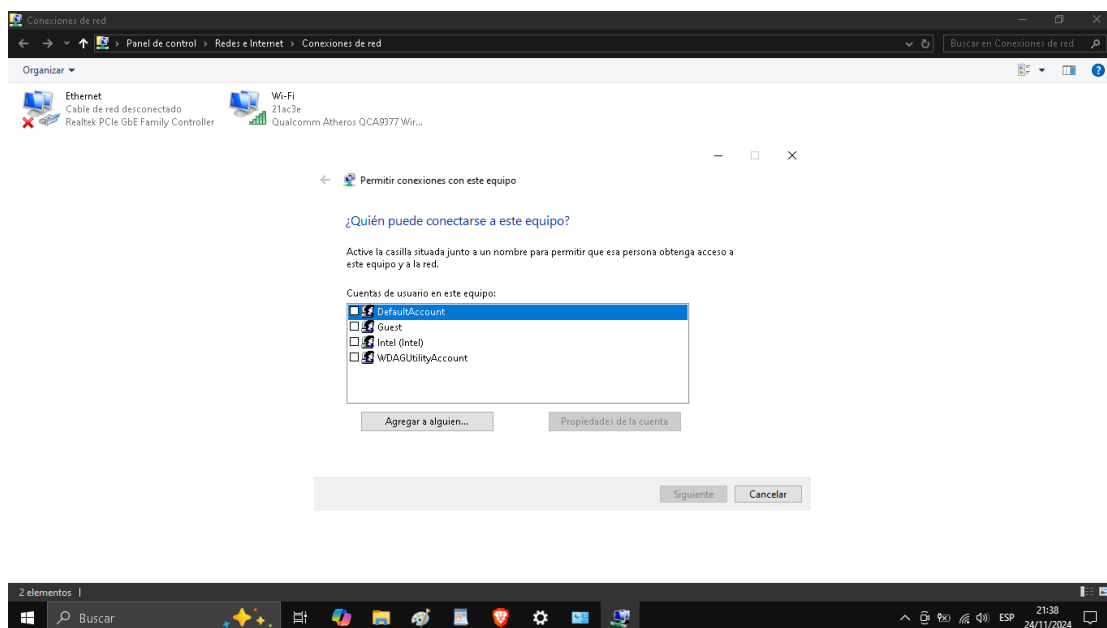 Conexiones de red
Panel de control > Redes e Internet > Conexiones de red
Buscar en Conexiones de red
Organizar
Ethernet
Cable de red desconectado
Realtek PCIe GbE Family Controller
Wi-Fi
21ac3e
Qualcomm Atheros QCA9377 Wir...
Permitir conexiones con este equipo
¿Quién puede conectarse a este equipo?
Active la casilla situada junto a un nombre para permitir que esa persona obtenga acceso a
este equipo y a la red.
Cuentas de usuario en este equipo:
DefaultAccount
Guest
Intel (Intel)
WDAGUtilityAccount
Agregar a alguien...
Propiedades de la cuenta
Siguiente
Cancelar
2 elementos
Buscar
ESP
21:38
24/11/2024